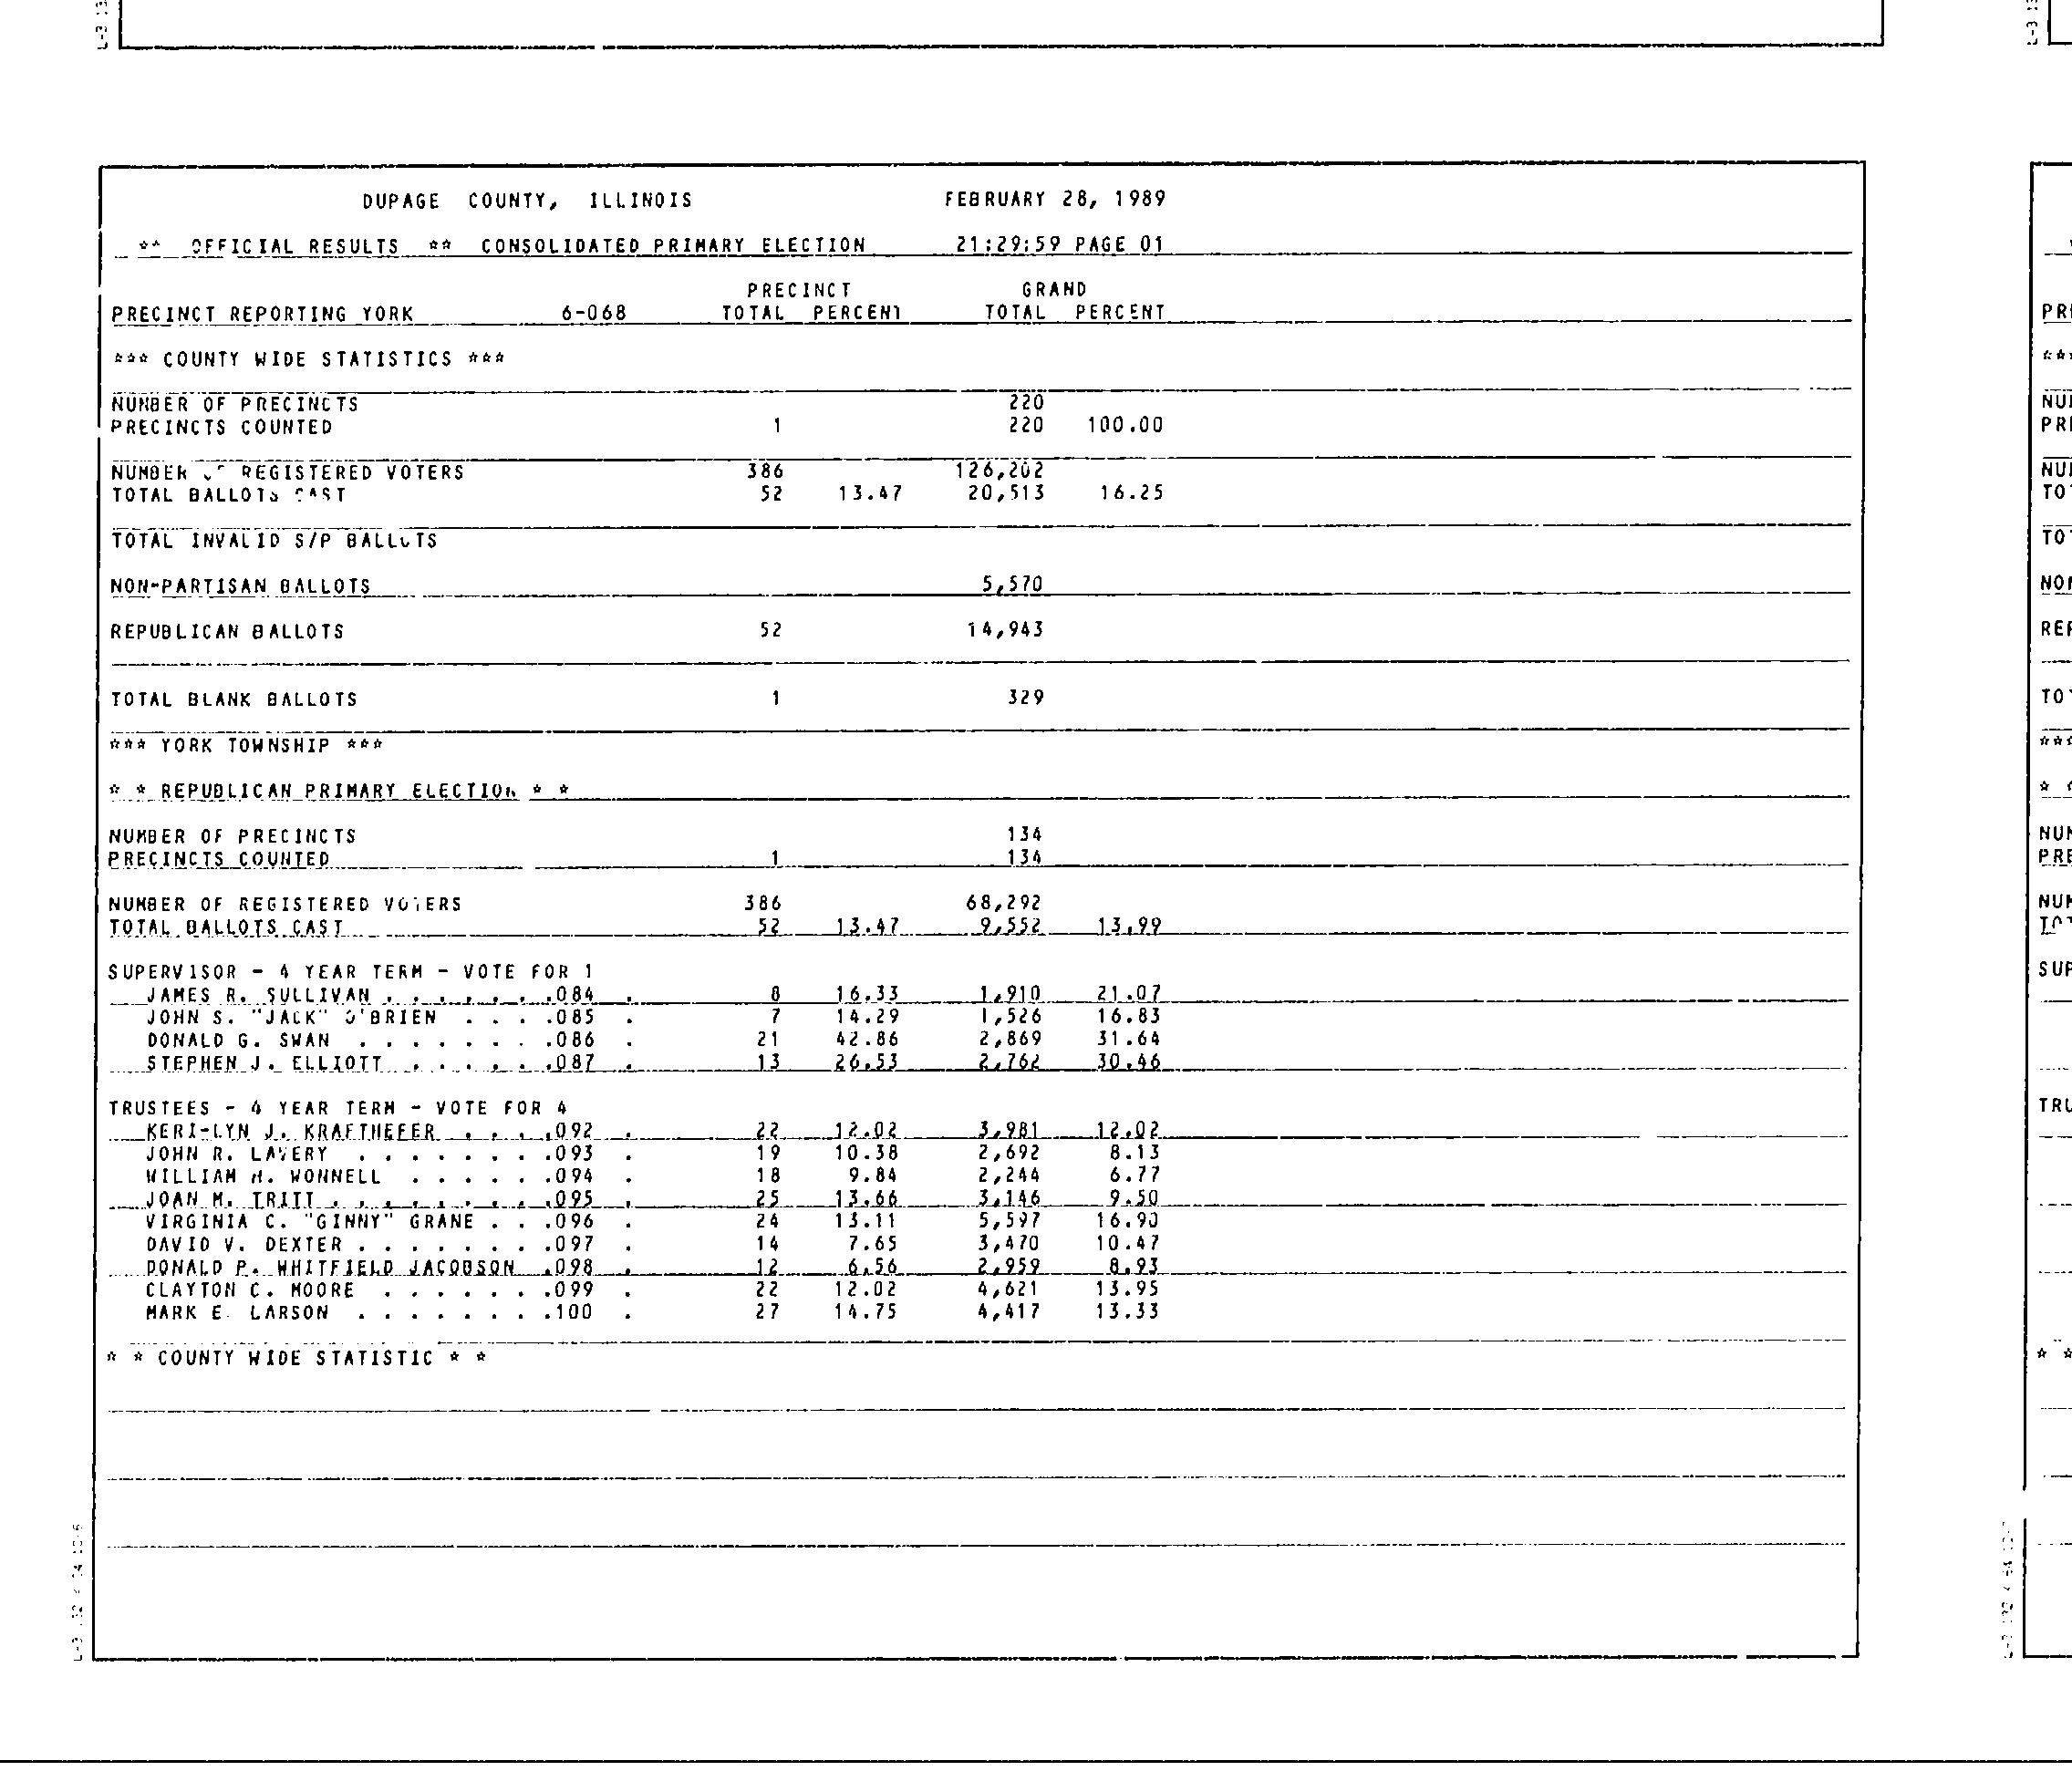 DUPAGE COUNTY, ILLINOIS FEBRUARY 28, 1989
** OFFICIAL RESULTS ** CONSOLIDATED PRIMARY ELECTION 21:29:59 PAGE 01
PRECINCT GRAND
PRECINCT REPORTING YORK 6-068 TOTAL PERCENT TOTAL PERCENT
*** COUNTY WIDE STATISTICS ***
NUMBER OF PRECINCTS 220
PRECINCTS COUNTED 1 220 100.00
NUMBER OF REGISTERED VOTERS 386 126,202
TOTAL BALLOTS CAST 52 13.47 20,513 16.25
TOTAL INVALID S/P BALLOTS
NON-PARTISAN BALLOTS 5,570
REPUBLICAN BALLOTS 52 14,943
TOTAL BLANK BALLOTS 1 329
*** YORK TOWNSHIP ***
* * REPUBLICAN PRIMARY ELECTION * *
NUMBER OF PRECINCTS 134
PRECINCTS COUNTED 1 134
NUMBER OF REGISTERED VOTERS 386 68,292
TOTAL BALLOTS CAST 52 13.47 9,552 13.99
SUPERVISOR - 4 YEAR TERM - VOTE FOR 1
JAMES R. SULLIVAN . . . . . . .084 . 8 16.33 1,910 21.07
JOHN S. "JACK" O'BRIEN . . . .085 . 7 14.29 1,526 16.83
DONALD G. SWAN . . . . . . . .086 . 21 42.86 2,869 31.64
STEPHEN J. ELLIOTT . . . . . .087 . 13 26.53 2,762 30.46
TRUSTEES - 4 YEAR TERM - VOTE FOR 4
KERI-LYN J. KRAFTHEFER . . . .092 . 22 12.02 3,981 12.02
JOHN R. LAVERY . . . . . . . .093 . 19 10.38 2,692 8.13
WILLIAM H. WONNELL . . . . . .094 . 18 9.84 2,244 6.77
JOAN M. TRITT . . . . . . . . .095 . 25 13.66 3,146 9.50
VIRGINIA C. "GINNY" GRANE . . .096 . 24 13.11 5,597 16.90
DAVID V. DEXTER . . . . . . . .097 . 14 7.65 3,470 10.47
DONALD P. WHITFIELD JACOBSON .098 . 12 6.56 2,959 8.93
CLAYTON C. MOORE . . . . . . .099 . 22 12.02 4,621 13.95
MARK E. LARSON . . . . . . . .100 . 27 14.75 4,417 13.33
* * COUNTY WIDE STATISTIC * *